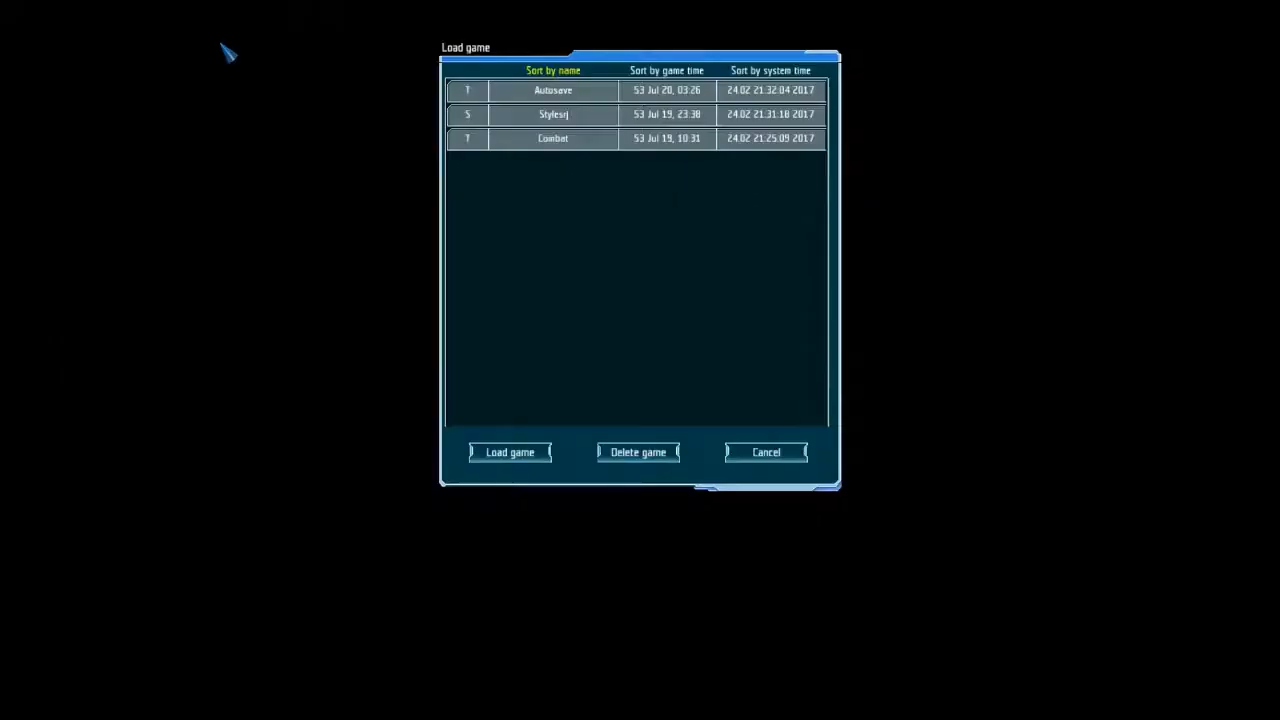 Load game
Sort by name Sort by game time Sort by system time
T Autosave 53 Jul 20, 03:26 24.02 21:32:04 2017
S Stylesrj 53 Jul 19, 23:38 24.02 21:31:18 2017
T Combat 53 Jul 19, 10:31 24.02 21:25:09 2017
Load game Delete game Cancel